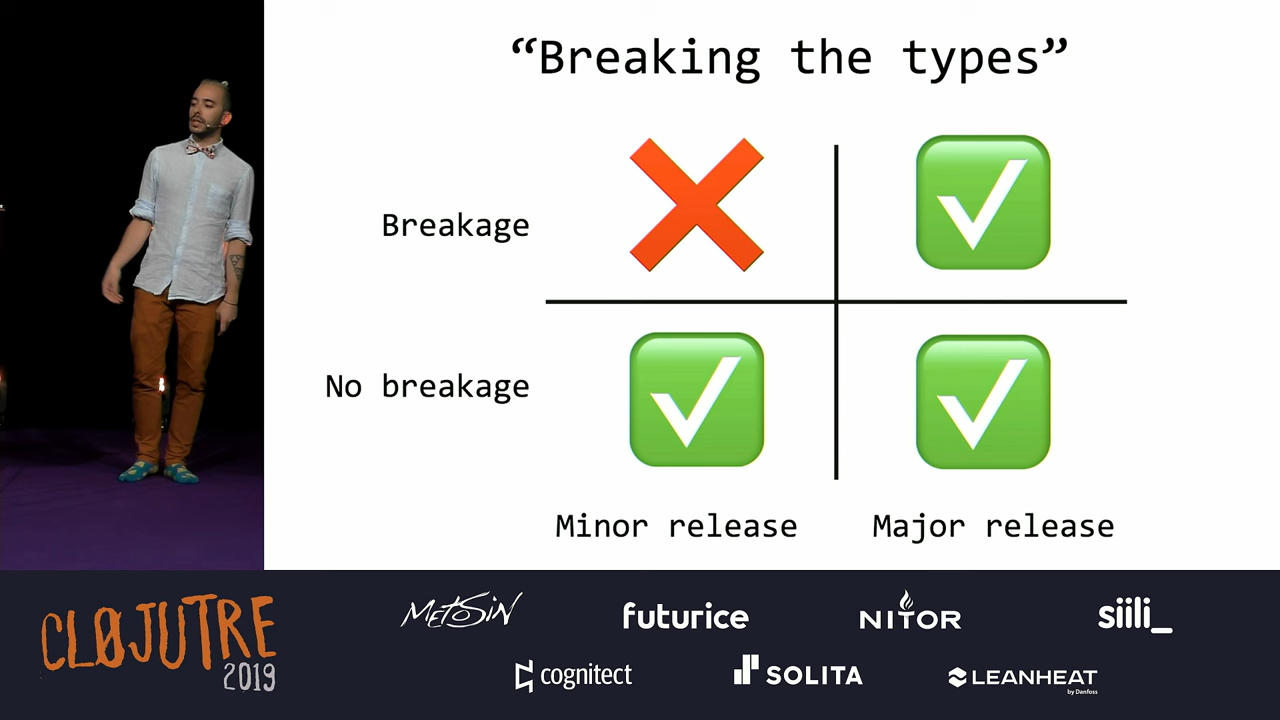 “Breaking the types”
Breakage
No breakage
Minor release
Major release
CLØJUTRE
2019
METOSIN
futurice
NITOR
siili_
cognitect
SOLITA
LEANHEAT
by Danfoss